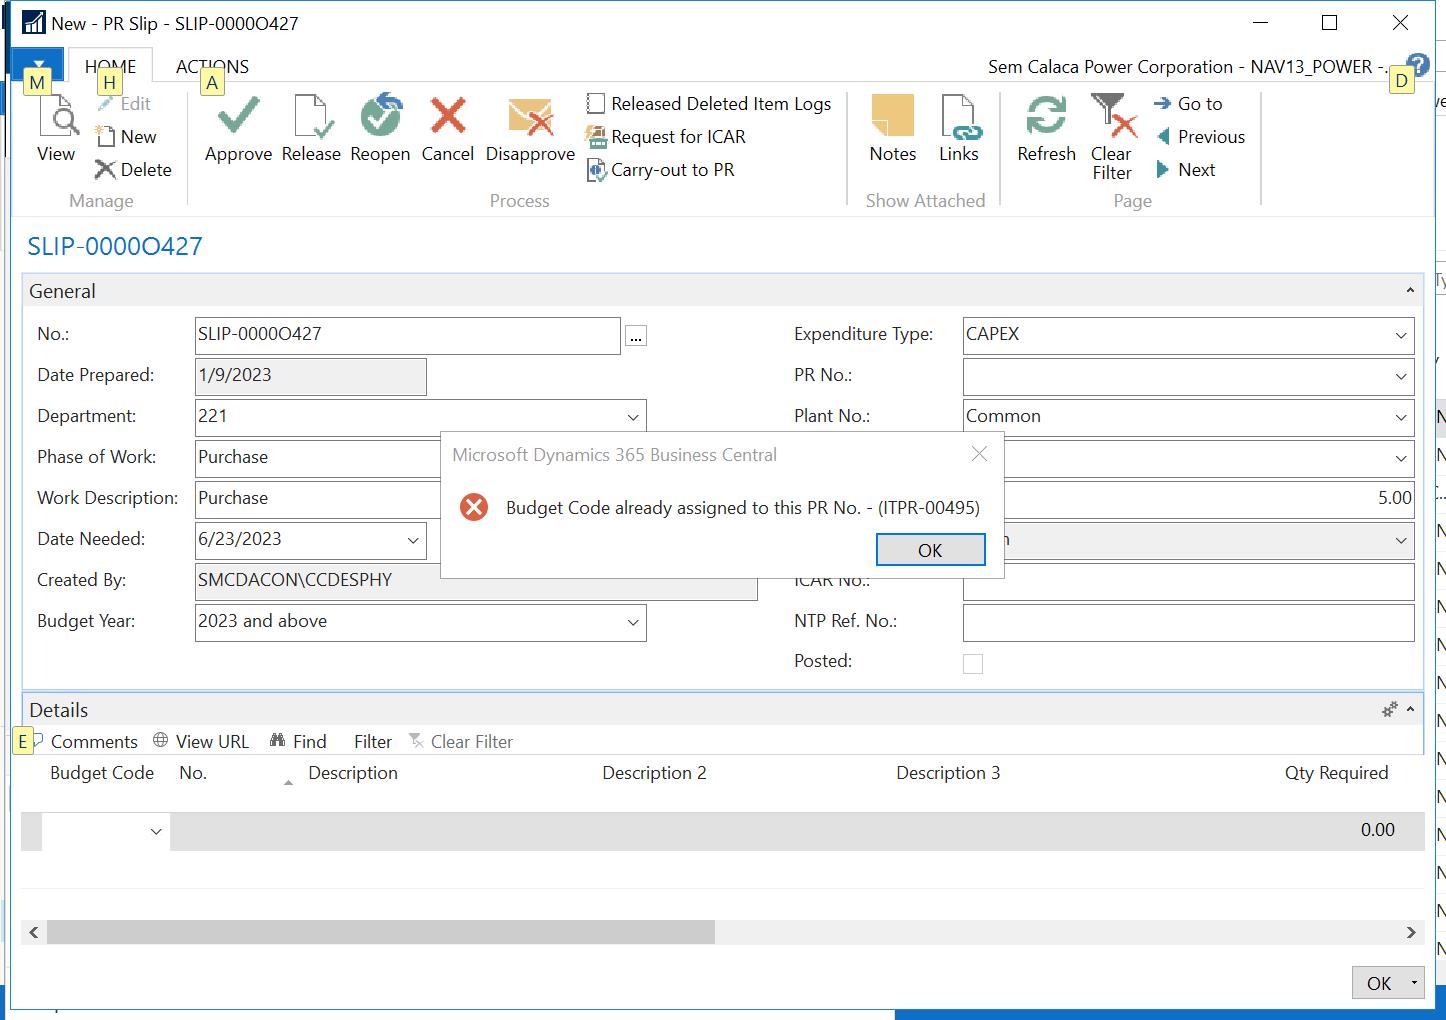 New - PR Slip - SLIP-0000O427
HOME
ACTIONS
Sem Calaca Power Corporation - NAV13_POWER -...
M
H
A
D
View
Edit
New
Delete
Manage
Approve
Release
Reopen
Cancel
Disapprove
Released Deleted Item Logs
Request for ICAR
Carry-out to PR
Process
Notes
Links
Show Attached
Refresh
Clear
Filter
Go to
Previous
Next
Page
SLIP-0000O427
General
No.:
SLIP-0000O427
...
Expenditure Type:
CAPEX
Date Prepared:
1/9/2023
PR No.:
Department:
221
Plant No.:
Common
Phase of Work:
Purchase
Work Description:
Purchase
5.00
Date Needed:
6/23/2023
Created By:
SMCDACON\CCDESPHY
ICAR No.:
Budget Year:
2023 and above
NTP Ref. No.:
Posted:
Microsoft Dynamics 365 Business Central
Budget Code already assigned to this PR No. - (ITPR-00495)
OK
Details
E
Comments
View URL
Find
Filter
Clear Filter
Budget Code
No.
Description
Description 2
Description 3
Qty Required
0.00
OK